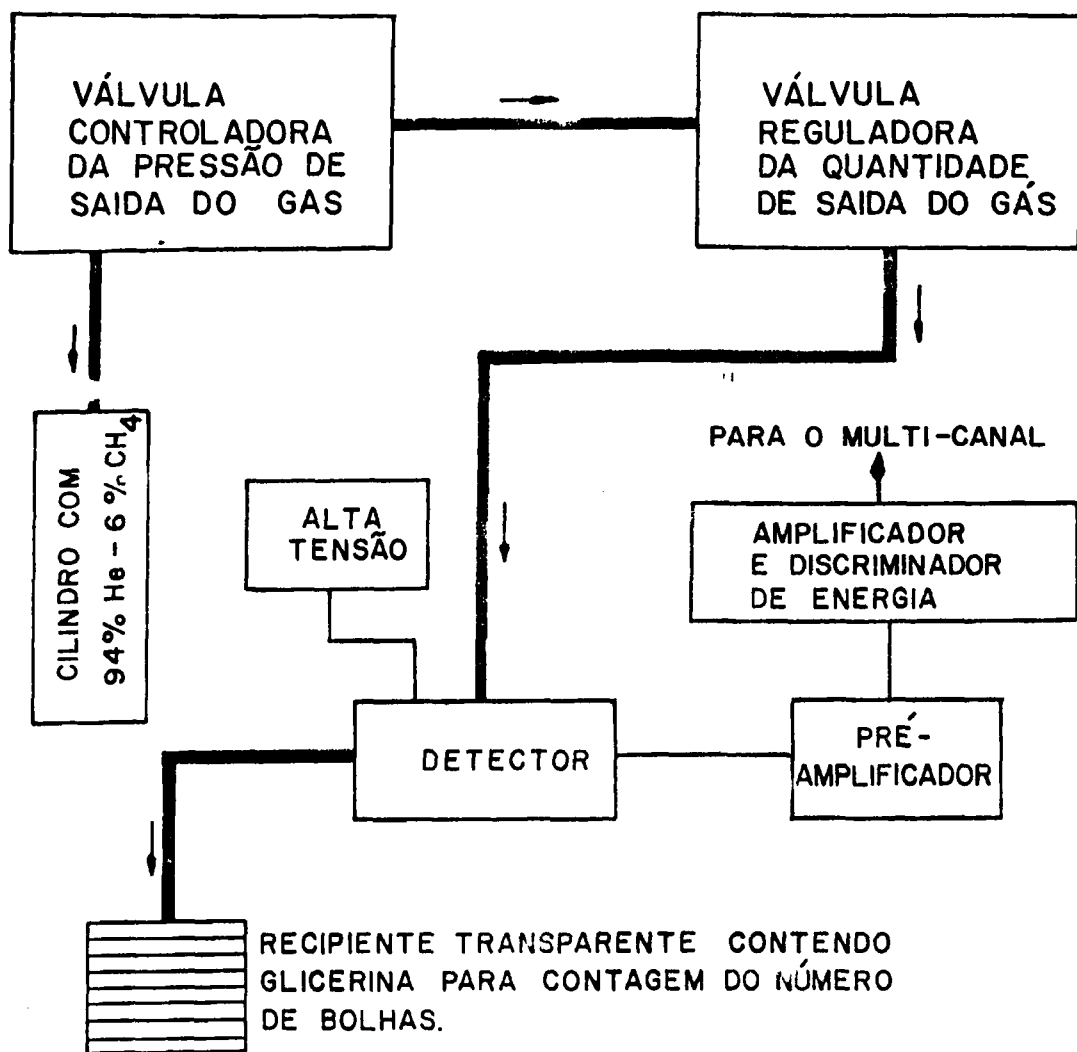 VÁLVULA
CONTROLADORA
DA PRESSÃO DE
SAIDA DO GAS
VÁLVULA
REGULADORA
DA QUANTIDADE
DE SAIDA DO GÁS
CILINDRO COM
94% He - 6% CH4
ALTA
TENSÃO
PARA O MULTI-CANAL
AMPLIFICADOR
E DISCRIMINADOR
DE ENERGIA
DETECTOR
PRÉ-
AMPLIFICADOR
RECIPIENTE TRANSPARENTE CONTENDO
GLICERINA PARA CONTAGEM DO NÚMERO
DE BOLHAS.